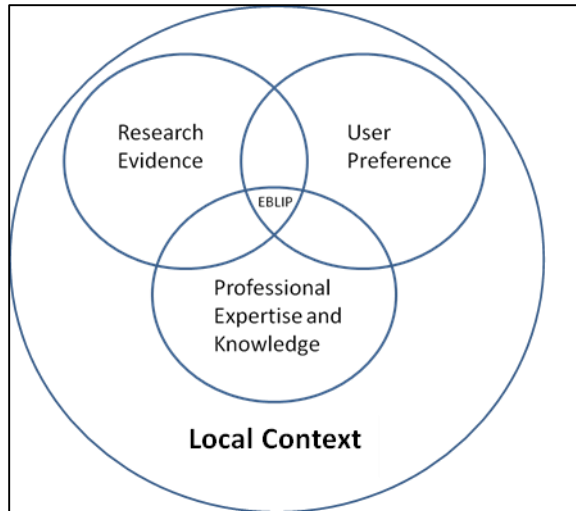 Research
Evidence
User
Preference
EBLIP
Professional
Expertise and
Knowledge
Local Context